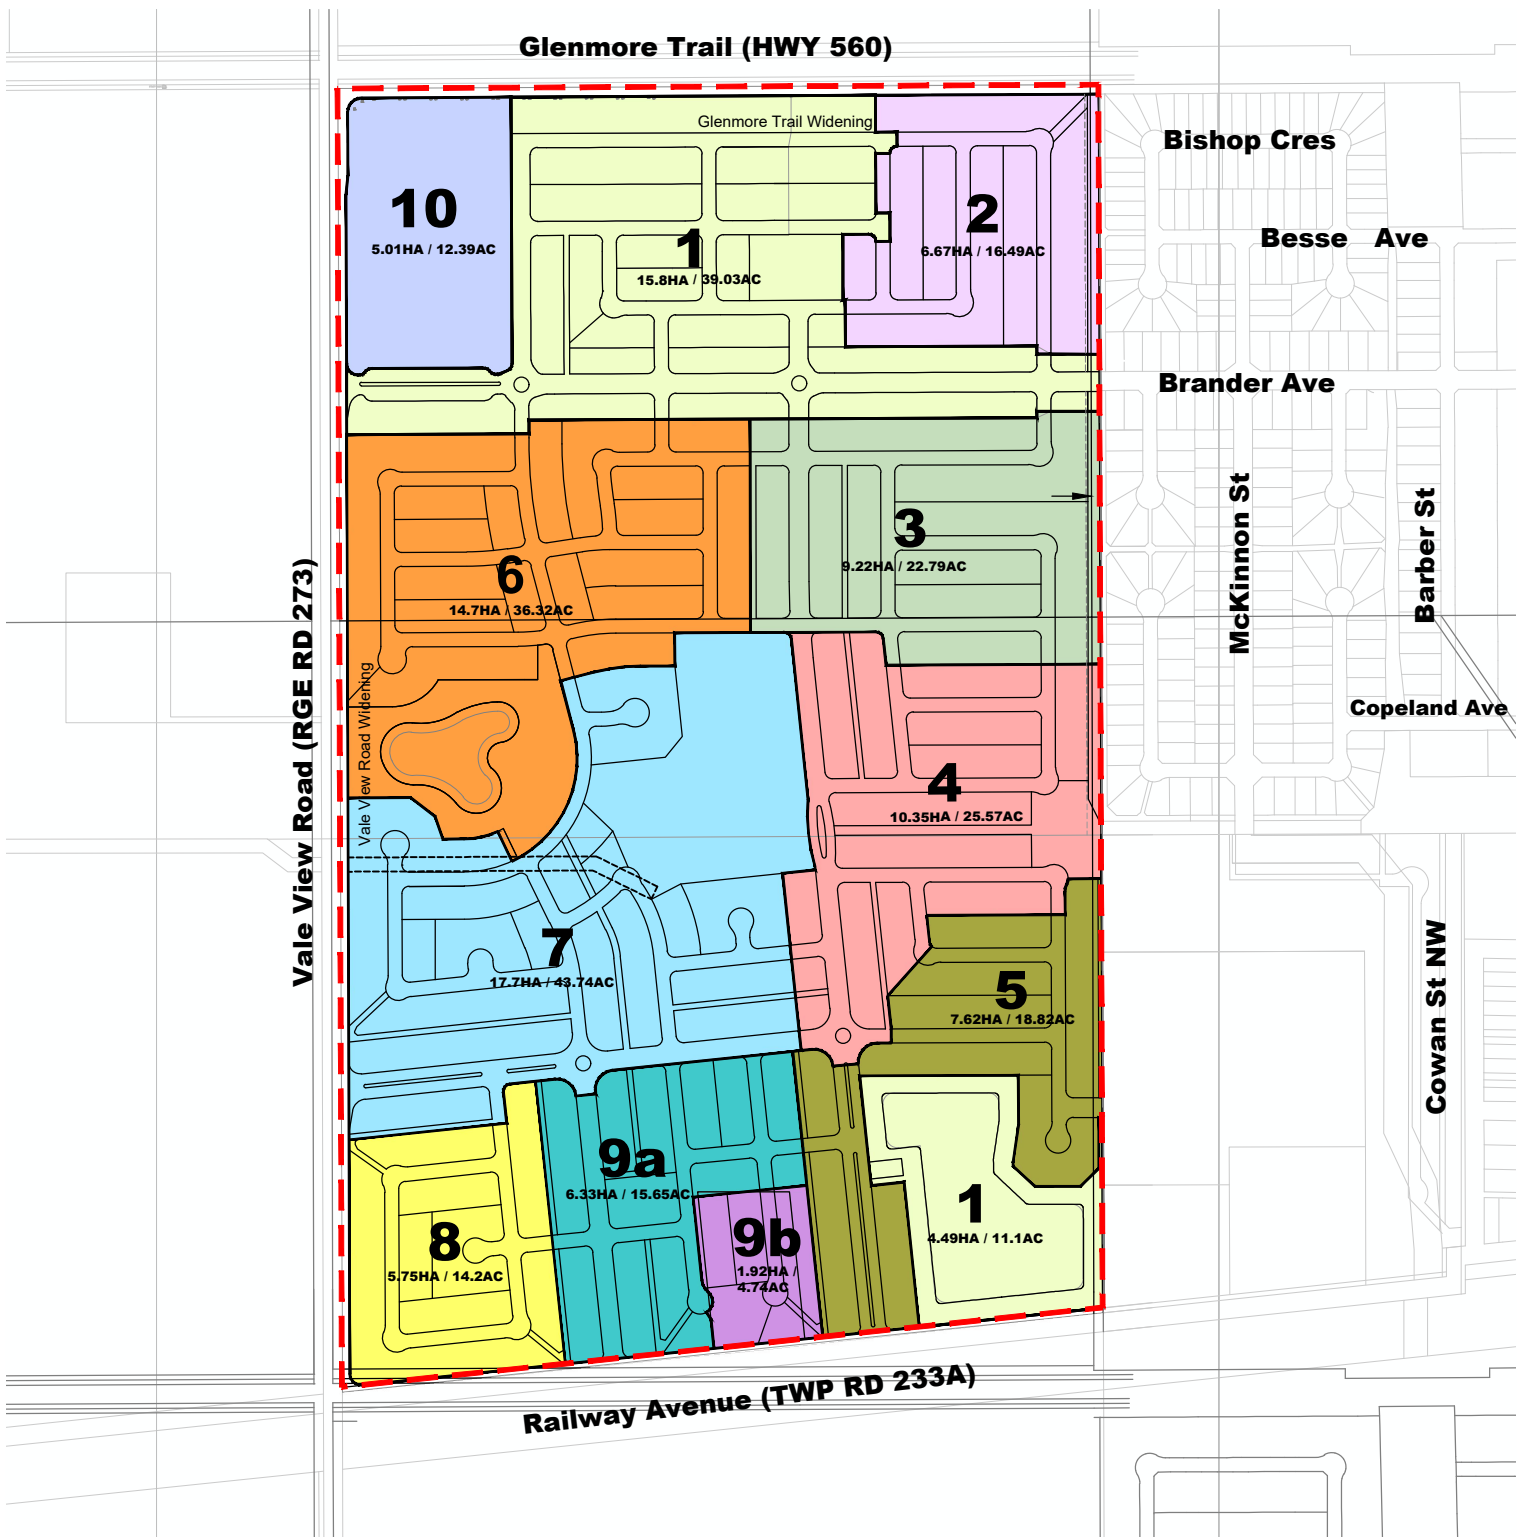 Glenmore Trail (HWY 560)
Glenmore Trail Widening
Bishop Cres
10
5.01HA / 12.39AC
1
15.8HA / 39.03AC
2
6.67HA / 16.49AC
Besse Ave
Brander Ave
McKinnon St
Barber St
3
9.22HA / 22.79AC
6
14.7HA / 36.32AC
Vale View Road (RGE RD 273)
Vale View Road Widening
Copeland Ave
4
10.35HA / 25.57AC
7
17.7HA / 43.74AC
5
7.62HA / 18.82AC
Cowan St NW
9a
6.33HA / 15.65AC
1
4.49HA / 11.1AC
8
5.75HA / 14.2AC
9b
1.92HA /
4.74AC
Railway Avenue (TWP RD 233A)